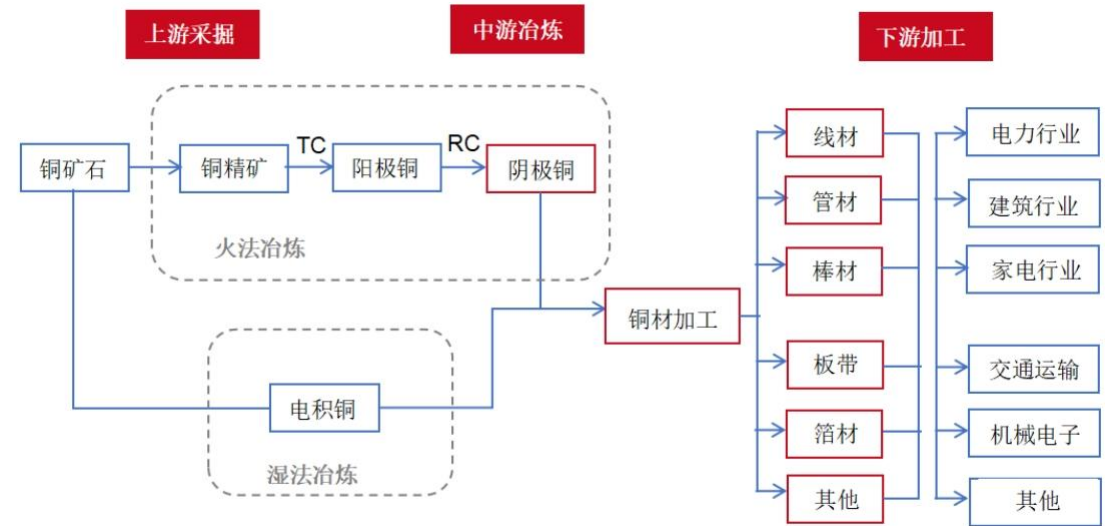 上游采掘
中游冶炼
下游加工
铜矿石
铜精矿
TC
阳极铜
RC
阴极铜
火法冶炼
电积铜
湿法冶炼
铜材加工
线材
管材
棒材
板带
箔材
其他
电力行业
建筑行业
家电行业
交通运输
机械电子
其他